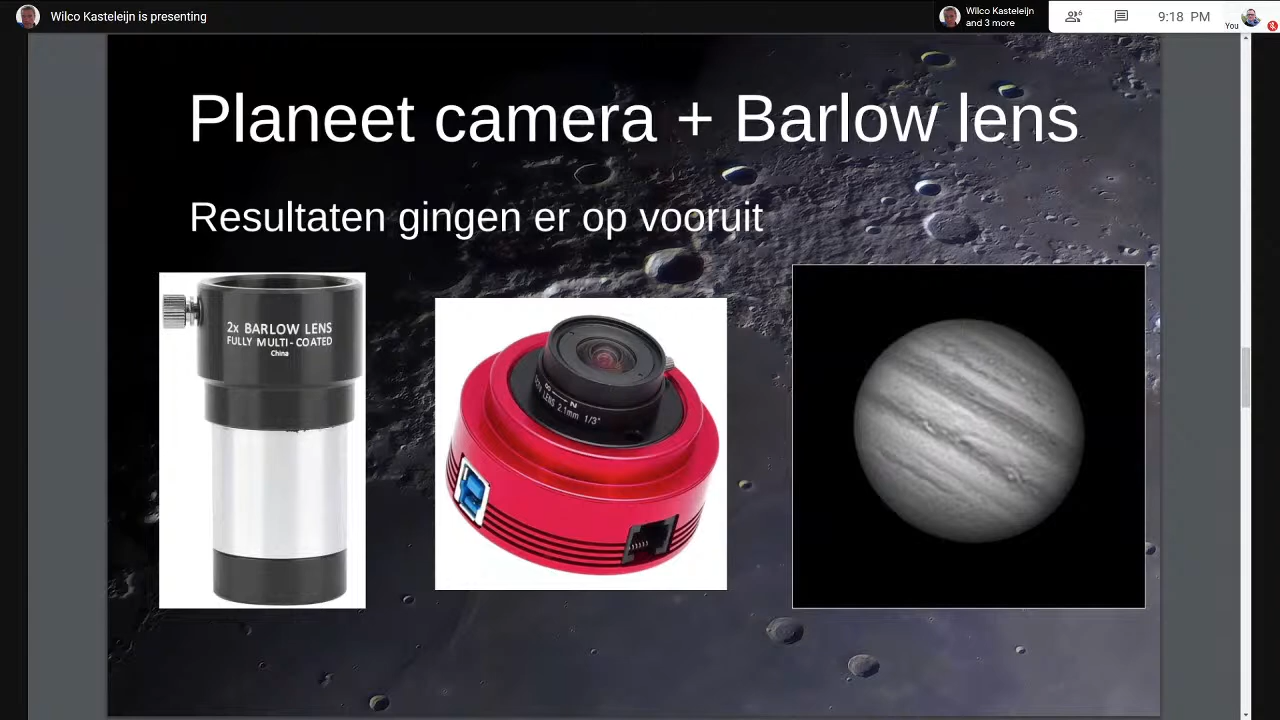 Wilco Kasteleijn is presenting
Wilco Kasteleijn
and 3 more
6
9:18 PM
You
Planeet camera + Barlow lens
Resultaten gingen er op vooruit
2x BARLOW LENS
FULLY MULTI-COATED
China
LENS 2.1mm 1/3"